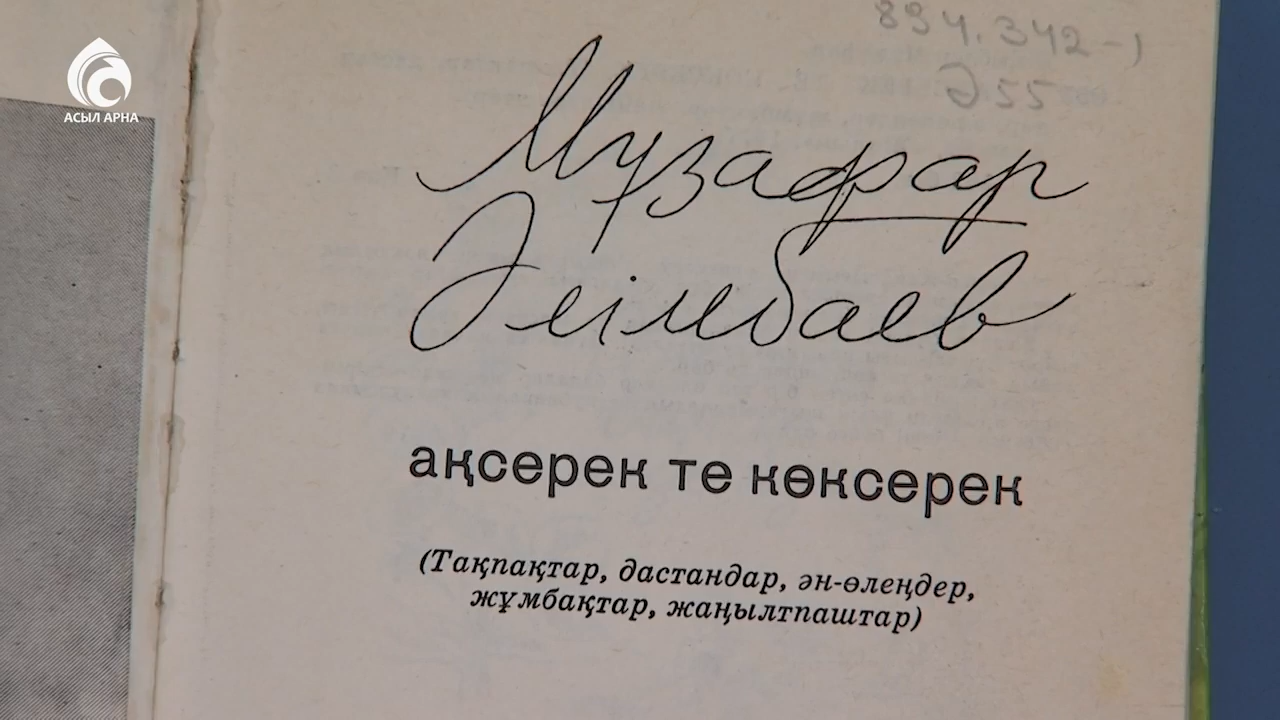 АСЫЛ АРНА
894.342-1
Ә55
Мұзафар
Әлімбаев
ақсерек те көксерек
(Тақпақтар, дастандар, ән-өлеңдер,
жұмбақтар, жаңылтпаштар)